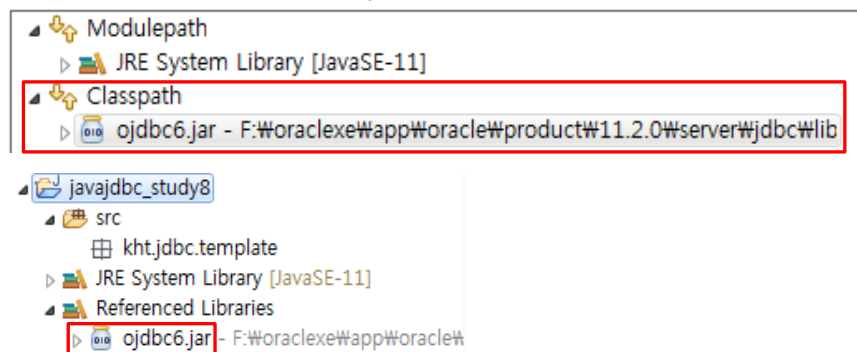 Modulepath
JRE System Library [JavaSE-11]
Classpath
ojdbc6.jar - F:₩oraclexe₩app₩oracle₩product₩11.2.0₩server₩jdbc₩lib
javajdbc_study8
src
kht.jdbc.template
JRE System Library [JavaSE-11]
Referenced Libraries
ojdbc6.jar - F:₩oraclexe₩app₩oracle₩